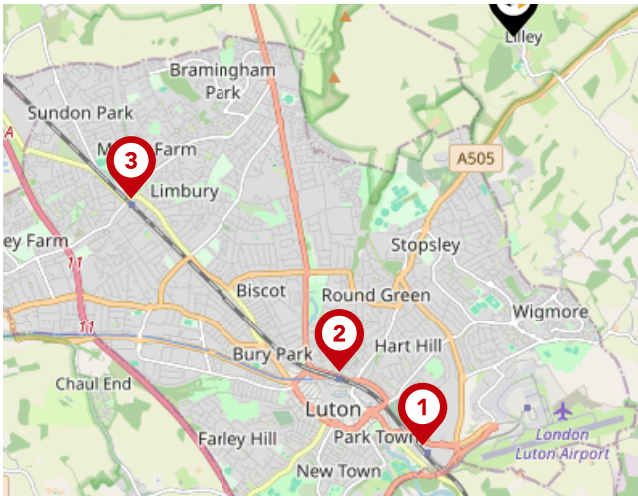 Lilley
Bramingham
Park
Sundon Park
A
Farm
3
A505
Limbury
ey Farm
Stopsley
11
Biscot
Round Green
Wigmore
11
2
Bury Park
Hart Hill
Chaul End
1
Luton
Farley Hill
Park Town
London
Luton Airport
New Town